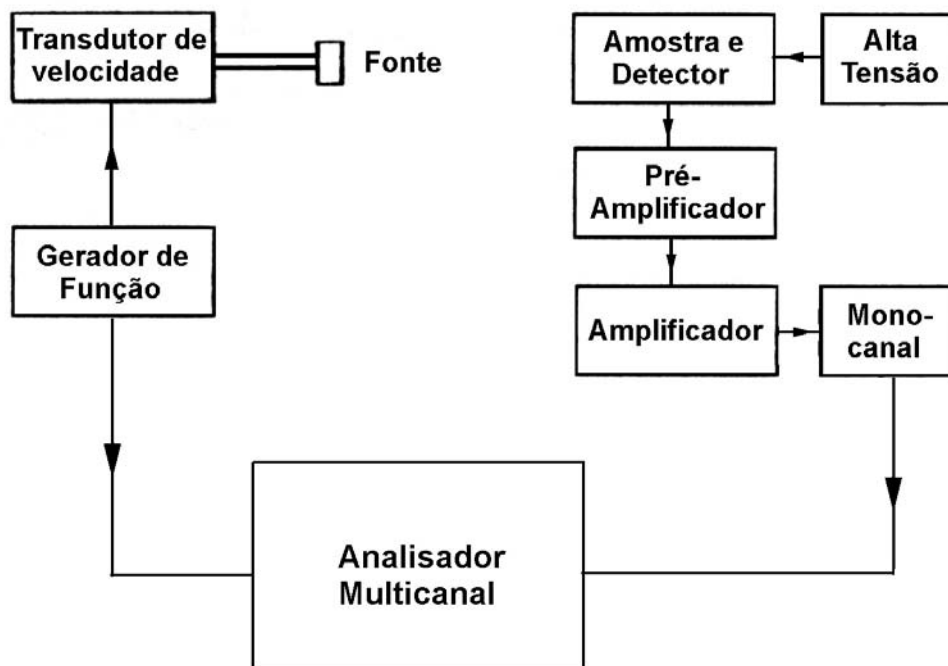 Transdutor de
velocidade
Fonte
Amostra e
Detector
Alta
Tensão
Pré-
Amplificador
Gerador de
Função
Amplificador
Mono-
canal
Analisador
Multicanal